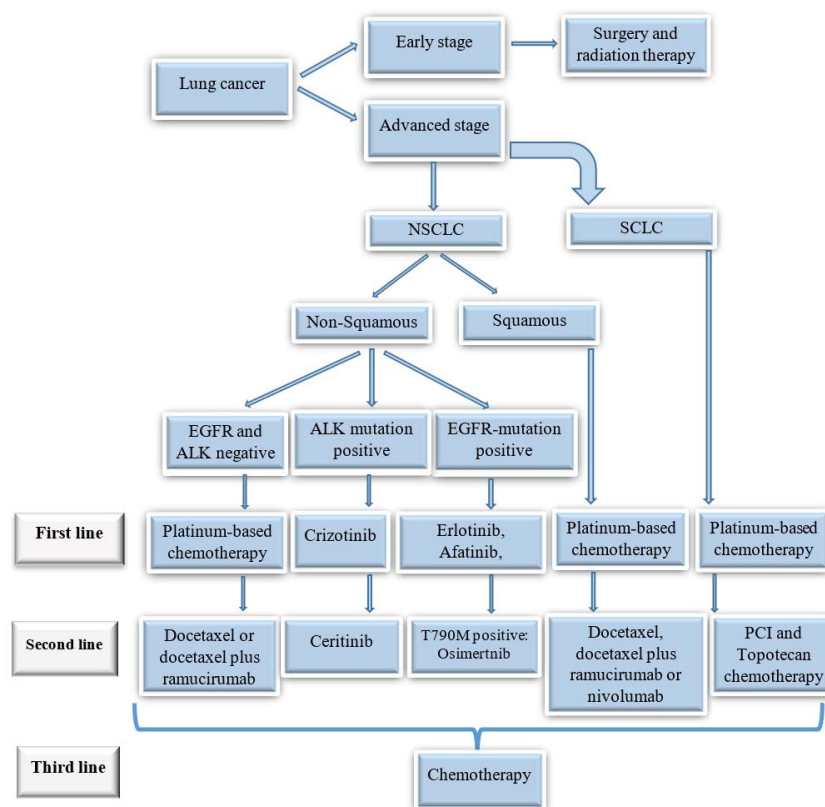 Early stage
Surgery and
radiation therapy
Lung cancer
Advanced stage
NSCLC
SCLC
Non-Squamous
Squamous
EGFR and
ALK negative
ALK mutation
positive
EGFR-mutation
positive
First line
Platinum-based
chemotherapy
Crizotinib
Erlotinib,
Afatinib,
Platinum-based
chemotherapy
Platinum-based
chemotherapy
Second line
Docetaxel or
docetaxel plus
ramucirumab
Ceritinib
T790M positive:
Osimertnib
Docetaxel,
docetaxel plus
ramucirumab or
nivolumab
PCI and
Topotecan
chemotherapy
Third line
Chemotherapy